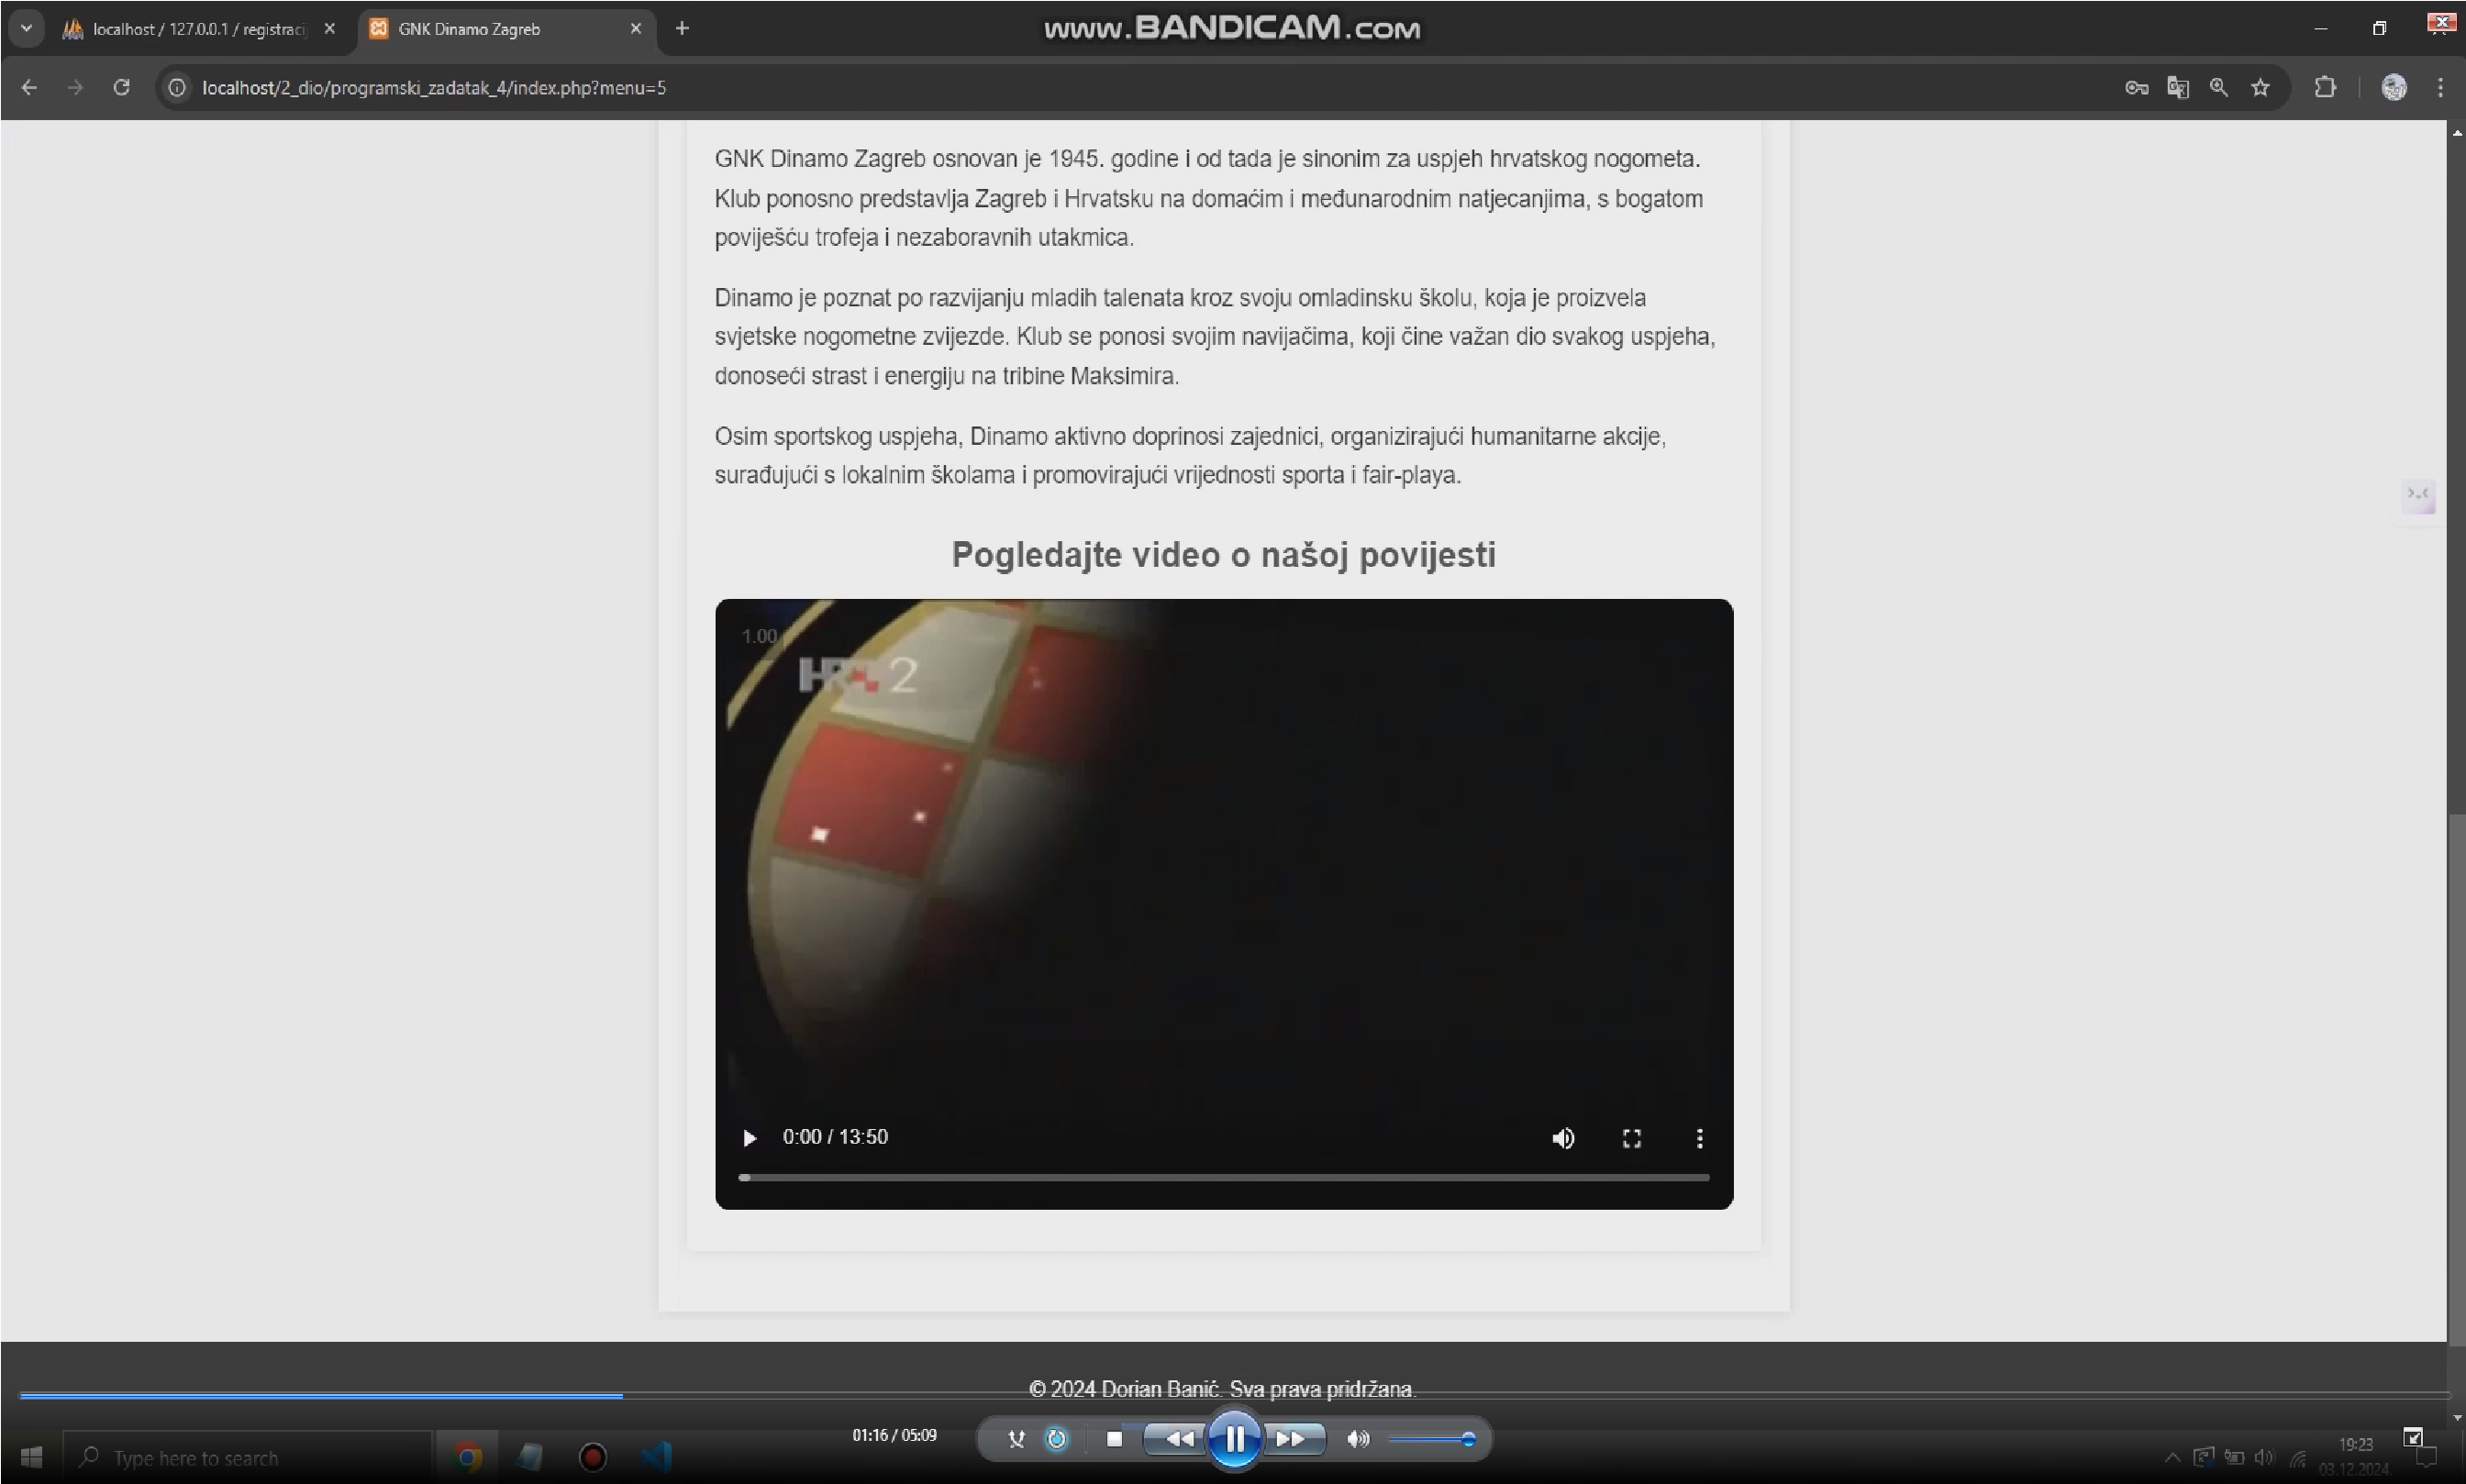 localhost / 127.0.0.1 / registracij
GNK Dinamo Zagreb
www.BANDICAM.com
localhost/2_dio/programski_zadatak_4/index.php?menu=5
GNK Dinamo Zagreb osnovan je 1945. godine i od tada je sinonim za uspjeh hrvatskog nogometa.
Klub ponosno predstavlja Zagreb i Hrvatsku na domaćim i međunarodnim natjecanjima, s bogatom
poviješću trofeja i nezaboravnih utakmica.
Dinamo je poznat po razvijanju mladih talenata kroz svoju omladinsku školu, koja je proizvela
svjetske nogometne zvijezde. Klub se ponosi svojim navijačima, koji čine važan dio svakog uspjeha,
donoseći strast i energiju na tribine Maksimira.
Osim sportskog uspjeha, Dinamo aktivno doprinosi zajednici, organizirajući humanitarne akcije,
surađujući s lokalnim školama i promovirajući vrijednosti sporta i fair-playa.
Pogledajte video o našoj povijesti
1.00
HRT 2
0:00 / 13:50
© 2024 Dorian Banić. Sva prava pridržana.
01:16 / 05:09
Type here to search
19:23
03.12.2024.